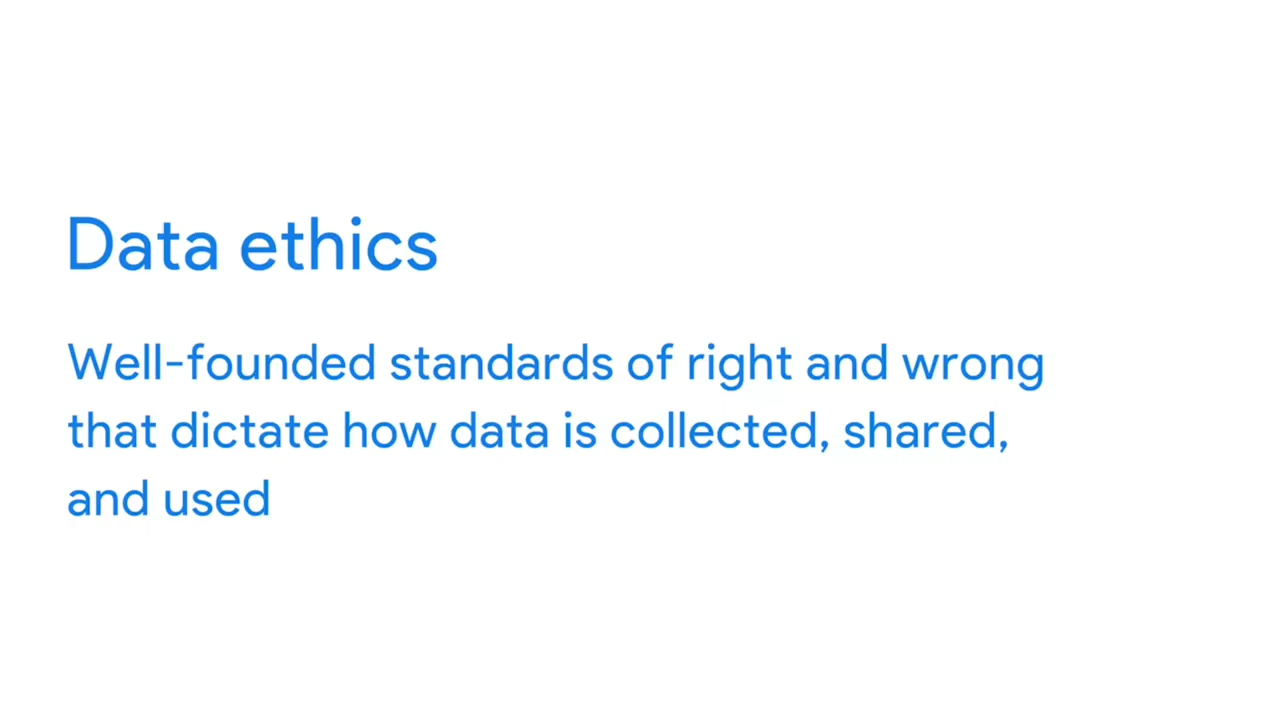 Data ethics
Well-founded standards of right and wrong
that dictate how data is collected, shared,
and used